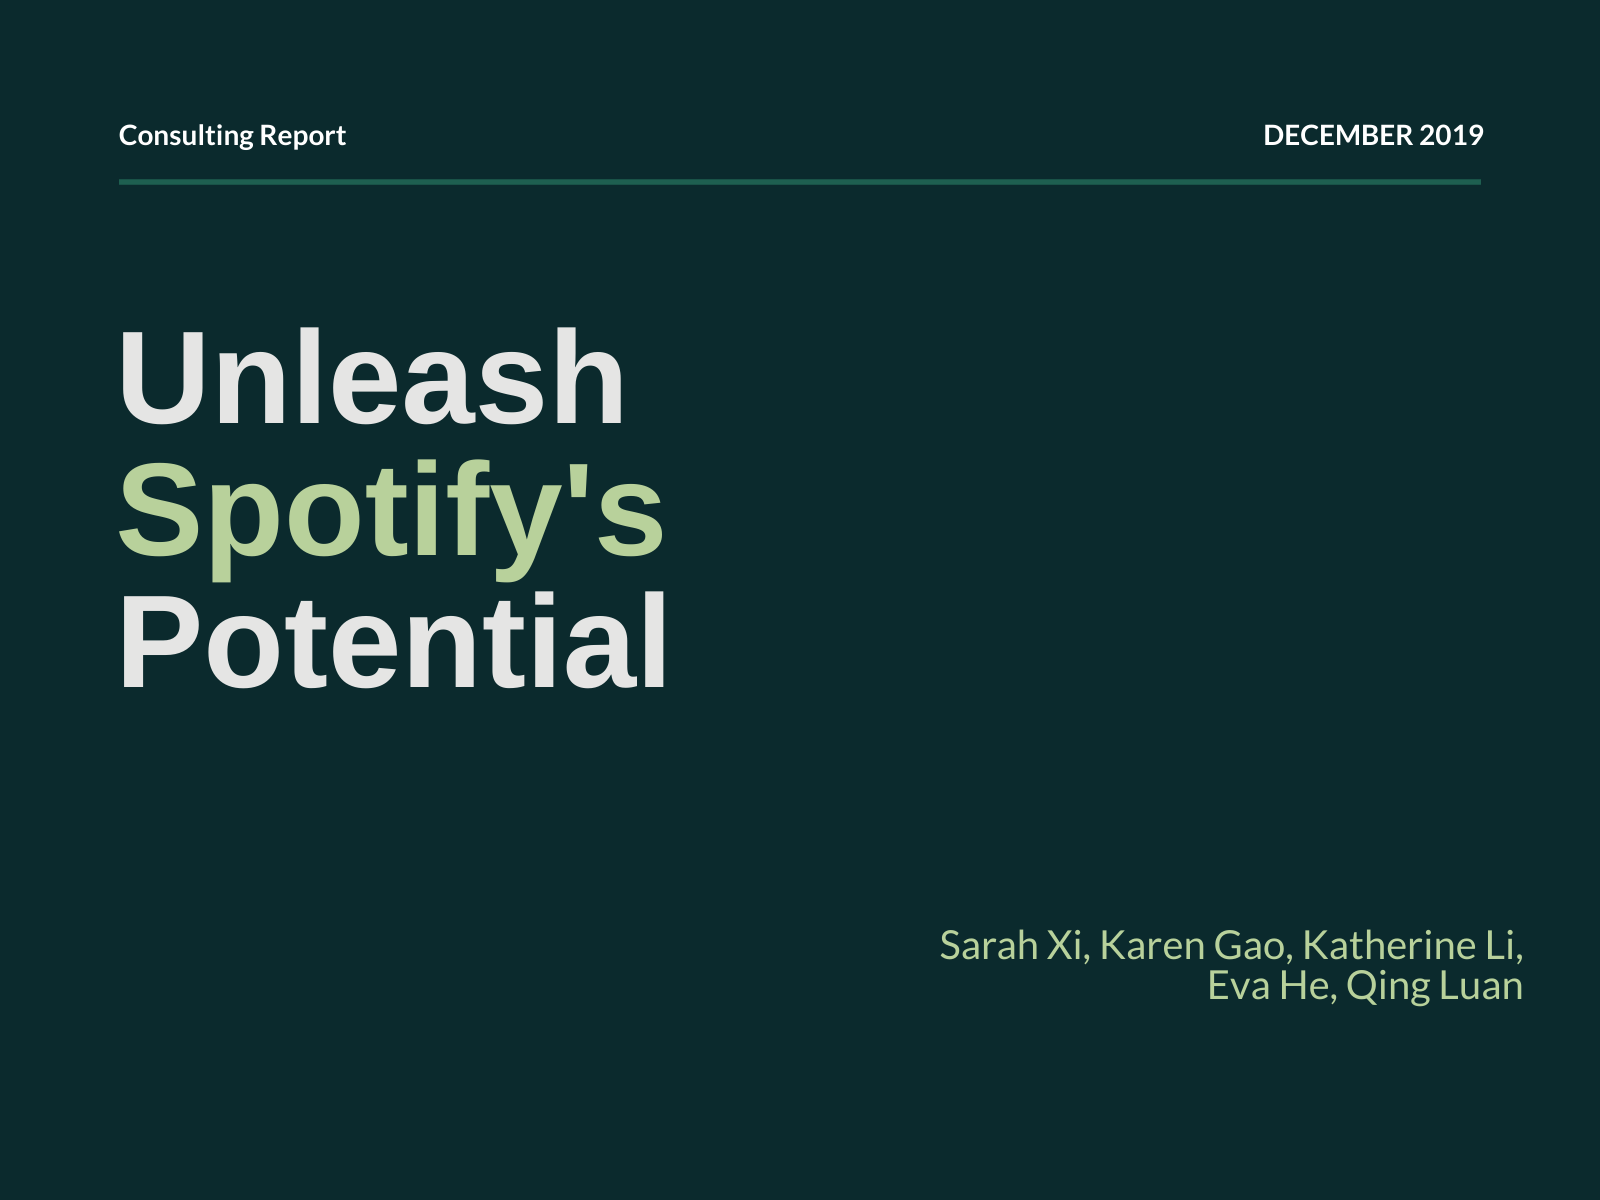 Consulting Report
DECEMBER 2019
Unleash
Spotify's
Potential
Sarah Xi, Karen Gao, Katherine Li,
Eva He, Qing Luan